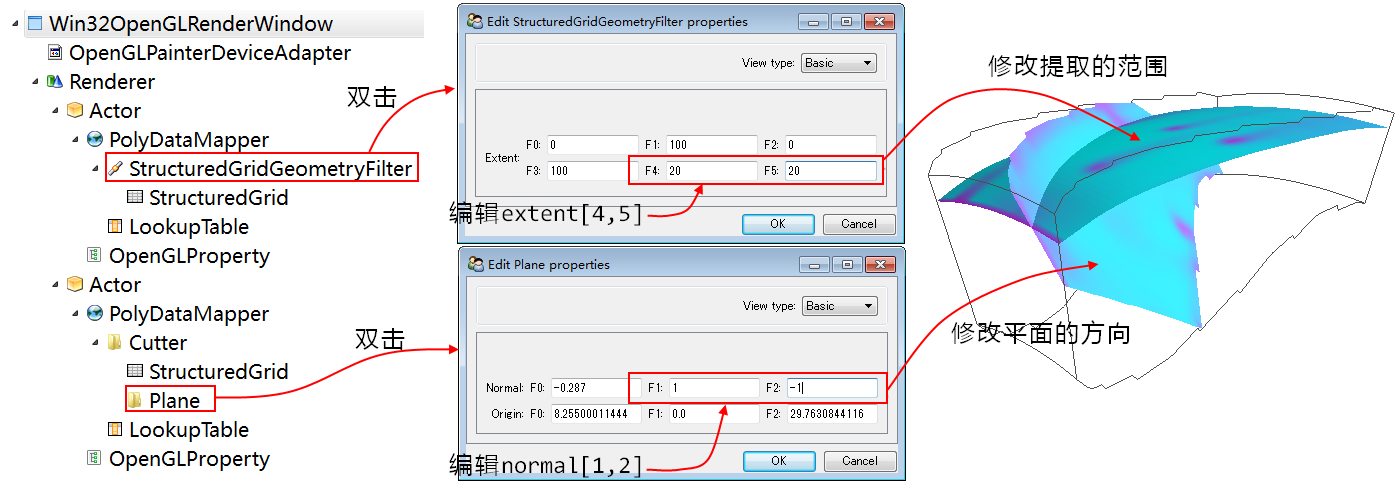 Win32OpenGLRenderWindow
OpenGLPainterDeviceAdapter
Renderer
Actor
PolyDataMapper
StructuredGridGeometryFilter
StructuredGrid
LookupTable
OpenGLProperty
Actor
PolyDataMapper
Cutter
StructuredGrid
Plane
LookupTable
OpenGLProperty
双击
双击
Edit StructuredGridGeometryFilter properties
View type: Basic
Extent:
F0: 0 F1: 100 F2: 0
F3: 100 F4: 20 F5: 20
编辑extent[4,5]
OK Cancel
Edit Plane properties
View type: Basic
Normal: F0: -0.287 F1: 1 F2: -1
Origin: F0: 8.25500011444 F1: 0.0 F2: 29.7630844116
编辑normal[1,2]
OK Cancel
修改提取的范围
修改平面的方向